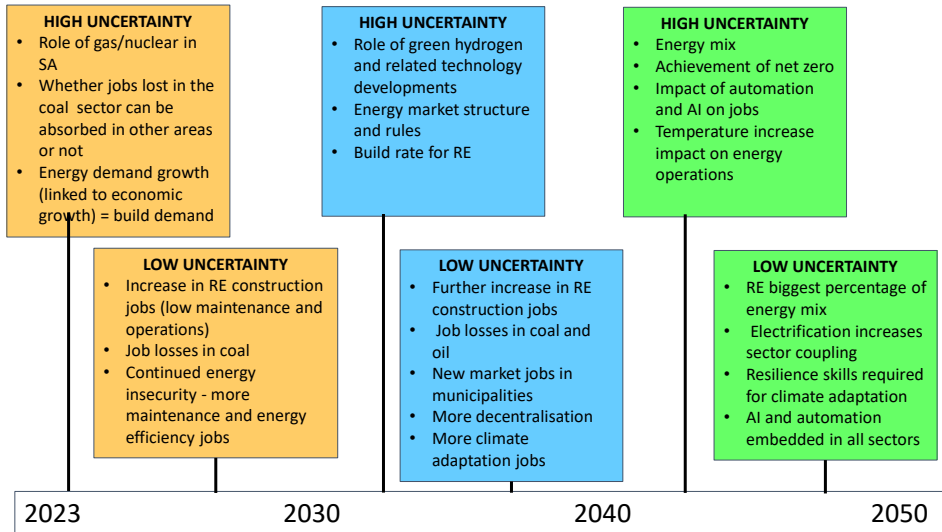 HIGH UNCERTAINTY
• Role of gas/nuclear in
SA
• Whether jobs lost in the
coal sector can be
absorbed in other areas
or not
• Energy demand growth
(linked to economic
growth) = build demand
HIGH UNCERTAINTY
• Role of green hydrogen
and related technology
developments
• Energy market structure
and rules
• Build rate for RE
HIGH UNCERTAINTY
• Energy mix
• Achievement of net zero
• Impact of automation
and AI on jobs
• Temperature increase
impact on energy
operations
LOW UNCERTAINTY
• Increase in RE construction
jobs (low maintenance and
operations)
• Job losses in coal
• Continued energy
insecurity - more
maintenance and energy
efficiency jobs
LOW UNCERTAINTY
• Further increase in RE
construction jobs
• Job losses in coal and
oil
• New market jobs in
municipalities
• More decentralisation
• More climate
adaptation jobs
LOW UNCERTAINTY
• RE biggest percentage of
energy mix
• Electrification increases
sector coupling
• Resilience skills required
for climate adaptation
• AI and automation
embedded in all sectors
2023
2030
2040
2050